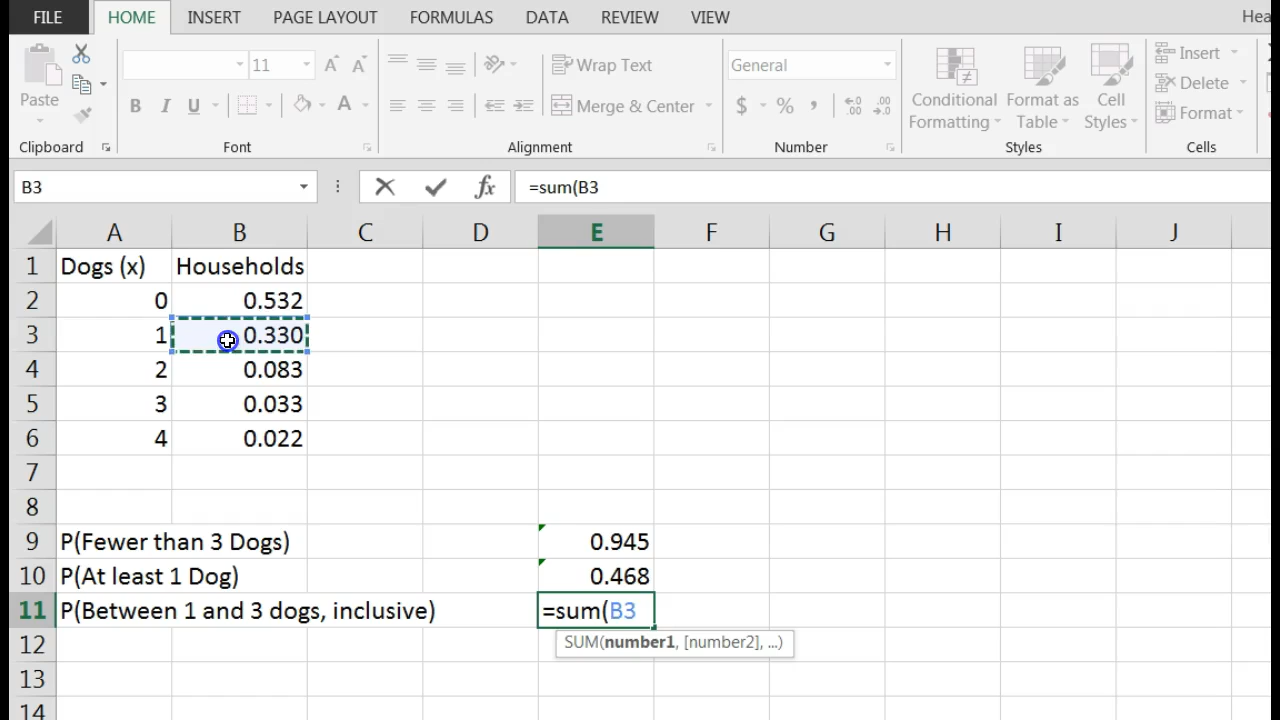 FILE HOME INSERT PAGE LAYOUT FORMULAS DATA REVIEW VIEW Hea
11 Wrap Text General Insert
Paste B I U A Merge & Center $ % , .00 .0 Conditional Formatting Format as Table Cell Styles Delete
Format
Clipboard Font Alignment Number Styles Cells
B3 fx =sum(B3
A B C D E F G H I J
1 Dogs (x) Households
2 0 0.532
3 1 0.330
4 2 0.083
5 3 0.033
6 4 0.022
7
8
9 P(Fewer than 3 Dogs) 0.945
10 P(At least 1 Dog) 0.468
11 P(Between 1 and 3 dogs, inclusive) =sum(B3
12 SUM(number1, [number2], ...)
13
14